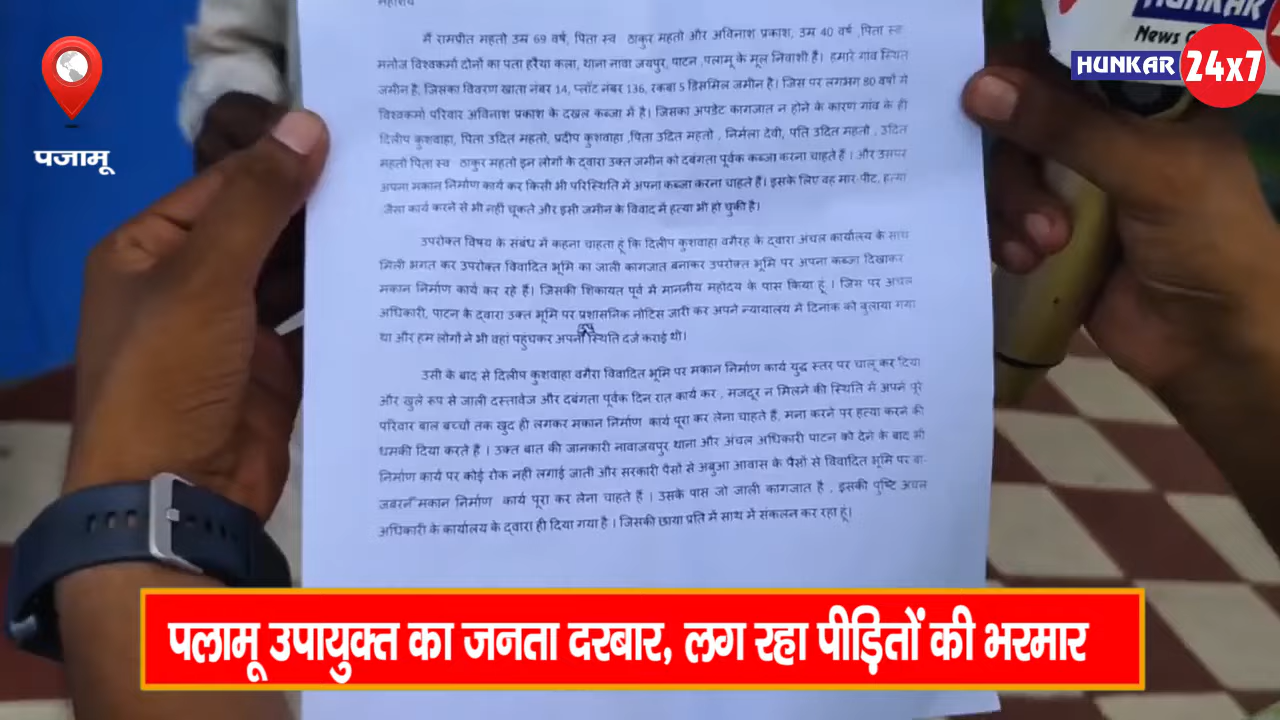 महाशय
मैं रामप्रीत महतो उम्र 69 वर्ष, पिता स्व ठाकुर महतो और अविनाश प्रकाश, उम्र 40 वर्ष ,पिता स्व
मनोज विश्वकर्मा दोनों का पता हरैया कला, थाना नावा जयपुर, पाटन ,पलामू के मूल निवाशी हैं। हमारे गांव स्थित
जमीन है, जिसका विवरण खाता नंबर 14, प्लॉट नंबर 136, रकबा 5 डिसमिल जमीन है। जिस पर लगभग 80 वर्षो से
विश्वकर्मा परिवार अविनाश प्रकाश के दखल कब्जा में है। जिसका अपडेट कागजात न होने के कारण गांव के ही
दिलीप कुशवाहा, पिता उदित महतो, प्रदीप कुशवाहा ,पिता उदित महतो , निर्मला देवी, पति उदित महतो , उदित
महतो पिता स्व ठाकुर महतो इन लोगों के द्वारा उक्त जमीन को दबंगता पूर्वक कब्जा करना चाहते हैं । और उसपर
अपना मकान निर्माण कार्य कर किसी भी परिस्थिति में अपना कब्जा करना चाहते हैं। इसके लिए वह मार-पीट, हत्या
जैसा कार्य करने से भी नहीं चूकते और इसी जमीन के विवाद में हत्या भी हो चुकी है।
उपरोक्त विषय के संबंध में कहना चाहता हूं कि दिलीप कुशवाहा वगैरह के द्वारा अंचल कार्यालय के साथ
मिली भगत कर उपरोक्त विवादित भूमि का जाली कागजात बनाकर उपरोक्त भूमि पर अपना कब्जा दिखाकर
मकान निर्माण कार्य कर रहे हैं। जिसकी शिकायत पूर्व मे माननीय महोदय के पास किया हूं । जिस पर अंचल
अधिकारी, पाटन के द्वारा उक्त भूमि पर प्रशासनिक नोटिस जारी कर अपने न्यायालय में दिनांक को बुलाया गया
था और हम लोगों ने भी वहां पहुंचकर अपनी स्थिति दर्ज कराई थी।
उसी के बाद से दिलीप कुशवाहा वगैरा विवादित भूमि पर मकान निर्माण कार्य युद्ध स्तर पर चालू कर दिया
और खुले रूप से जाली दस्तावेज और दबंगता पूर्वक दिन रात कार्य कर , मजदूर न मिलने की स्थिति में अपने पूरे
परिवार बाल बच्चों तक खुद ही लगकर मकान निर्माण कार्य पूरा कर लेना चाहते हैं, मना करने पर हत्या करने की
धमकी दिया करते हैं । उक्त बात की जानकारी नावाजयपुर थाना और अंचल अधिकारी पाटन को देने के बाद भी
निर्माण कार्य पर कोई रोक नहीं लगाई जाती और सरकारी पैसों से अबुआ आवास के पैसों से विवादित भूमि पर
जबरन मकान निर्माण कार्य पूरा कर लेना चाहते हैं । उसके पास जो जाली कागजात है , इसकी पुष्टि अंचल
अधिकारी के कार्यालय के द्वारा ही दिया गया है । जिसकी छाया प्रति मैं साथ में संकलन कर रहा हूं।
HUNKAR
News
HUNKAR 24x7
पजामू
पलामू उपायुक्त का जनता दरबार, लग रहा पीड़ितों की भरमार